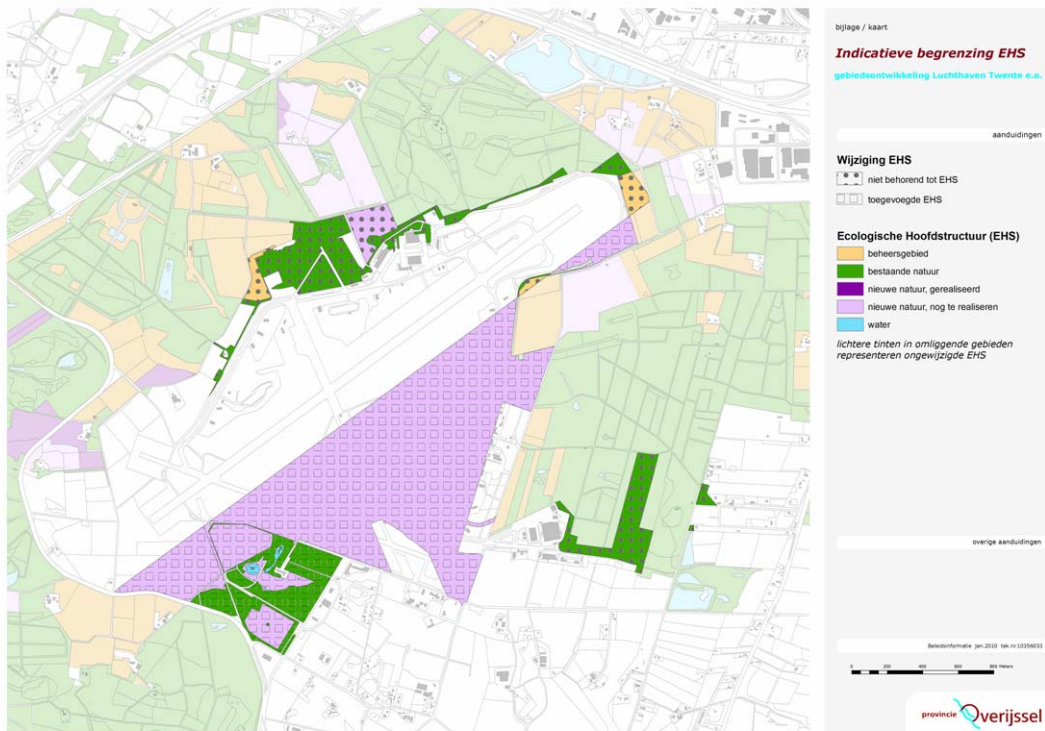 bijlage / kaart
Indicatieve begrenzing EHS
gebiedsontwikkeling Luchthaven Twente e.o.
aanduidingen
Wijziging EHS
niet behorend tot EHS
toegevoegde EHS
Ecologische Hoofdstructuur (EHS)
beheersgebied
bestaande natuur
nieuwe natuur, gerealiseerd
nieuwe natuur, nog te realiseren
water
lichtere tinten in omliggende gebieden
representeren ongewijzigde EHS
overige aanduidingen
Beleidsinformatie jan.2010 tek.nr10356033
0 200 400 600 800 Meters
provincie Overijssel